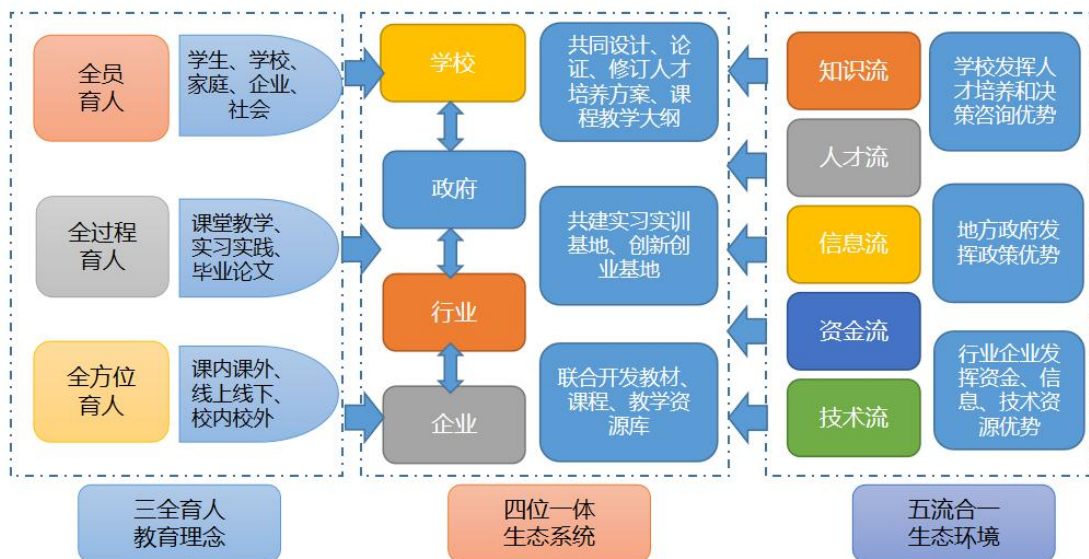 全员
育人
学生、学校、
家庭、企业、
社会
全过程
育人
课堂教学、
实习实践、
毕业论文
全方位
育人
课内课外、
线上线下、
校内校外
三全育人
教育理念
学校
政府
行业
企业
共同设计、论
证、修订人才
培养方案、课
程教学大纲
共建实习实训
基地、创新创
业基地
联合开发教材、
课程、教学资
源库
四位一体
生态系统
知识流
人才流
信息流
资金流
技术流
学校发挥人
才培养和决
策咨询优势
地方政府发
挥政策优势
行业企业发
挥资金、信
息、技术资
源优势
五流合一
生态环境